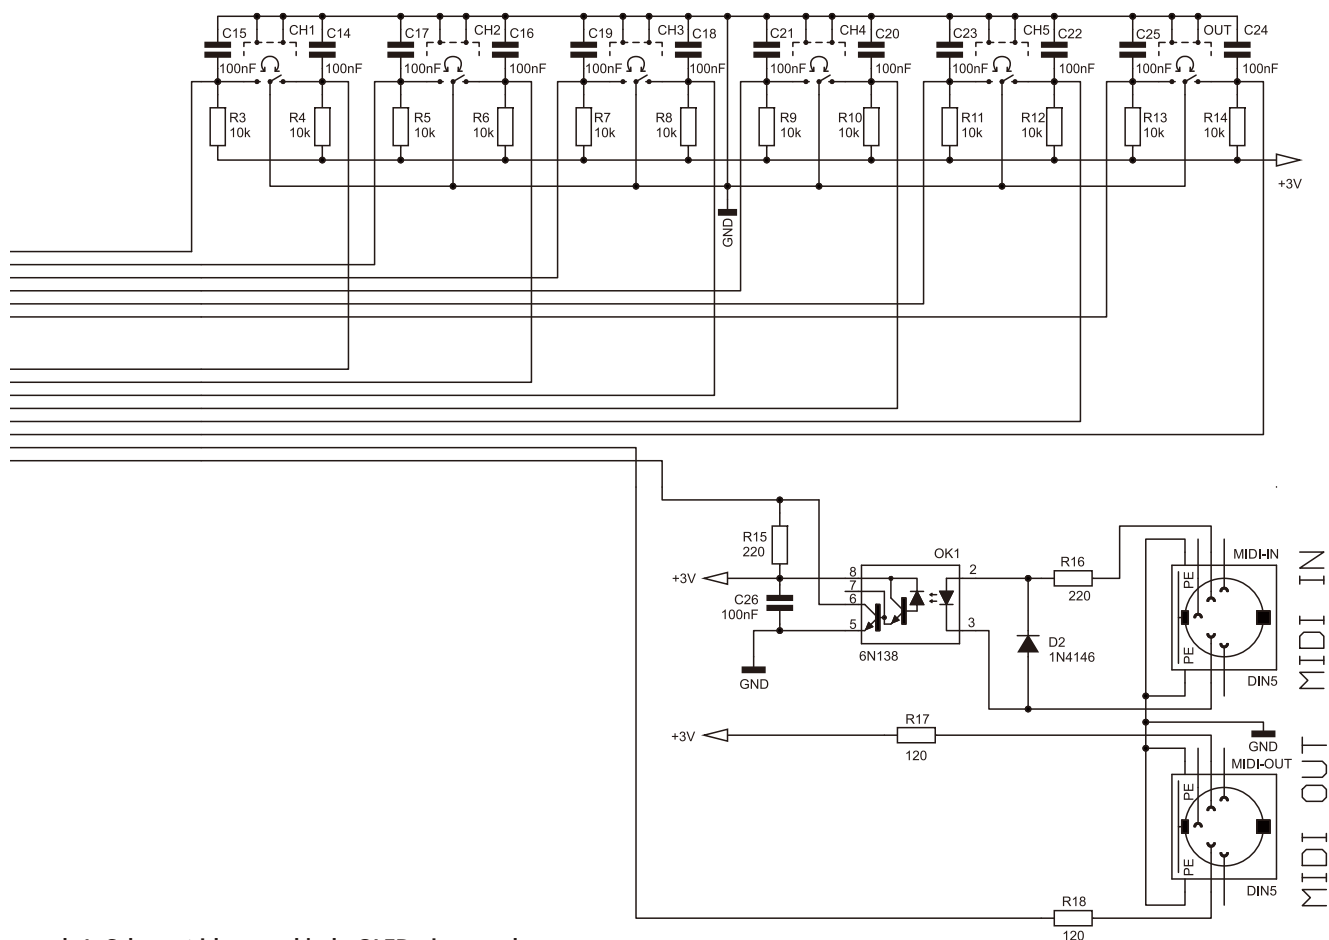 C15 CH1 C14 C17 CH2 C16 C19 CH3 C18 C21 CH4 C20 C23 CH5 C22 C25 OUT C24
100nF 100nF 100nF 100nF 100nF 100nF 100nF 100nF 100nF 100nF 100nF 100nF
R3 R4 R5 R6 R7 R8 R9 R10 R11 R12 R13 R14
10k 10k 10k 10k 10k 10k 10k 10k 10k 10k 10k 10k
+3V
GND
R15
220
OK1
R16
220
MIDI-IN
MIDI IN
+3V
8
7
6
5
2
3
C26
100nF
PE
PE
D2
1N4146
6N138
GND
DIN5
R17
120
+3V
GND
MIDI-OUT
MIDI OUT
PE
PE
DIN5
R18
120